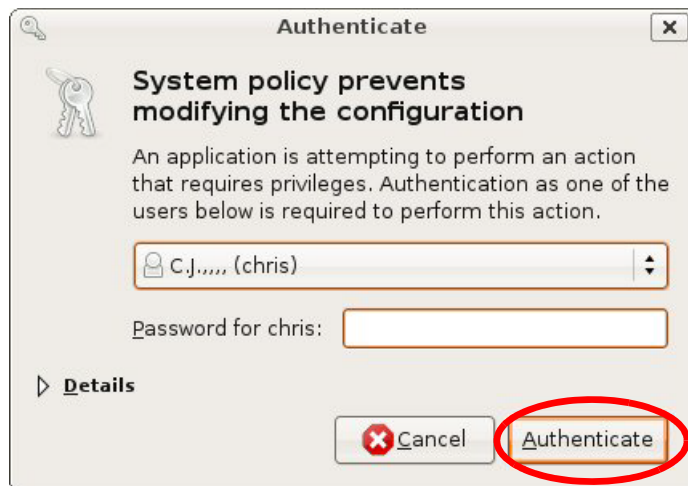 Authenticate
System policy prevents
modifying the configuration
An application is attempting to perform an action
that requires privileges. Authentication as one of the
users below is required to perform this action.
C.J.,,,, (chris)
Password for chris:
Details
Cancel Authenticate